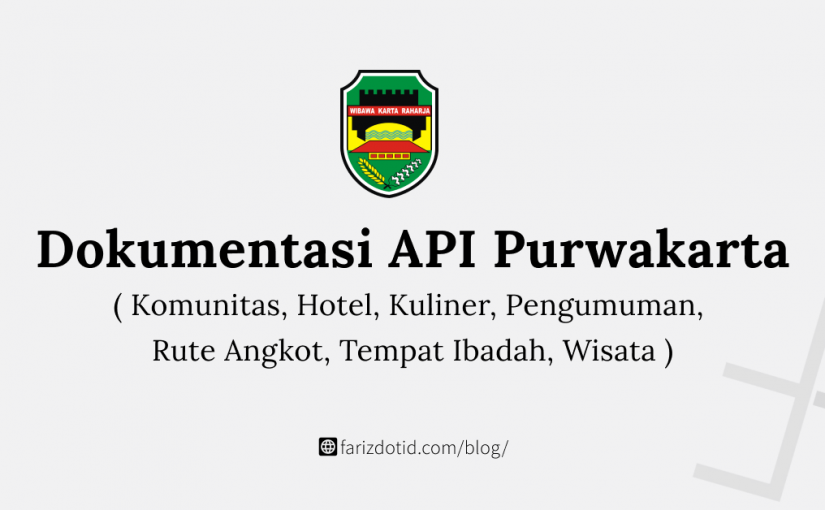 WIBAWA KARTA RAHARJA
Dokumentasi API Purwakarta
( Komunitas, Hotel, Kuliner, Pengumuman,
Rute Angkot, Tempat Ibadah, Wisata )
farizdotid.com/blog/